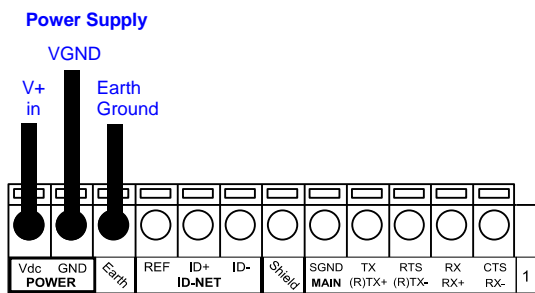 Power Supply
VGND
V+
in
Earth
Ground
Vdc GND
POWER
Earth
REF ID+ ID-
ID-NET
Shield
SGND TX RTS RX CTS
MAIN (R)TX+ (R)TX- RX+ RX-
1